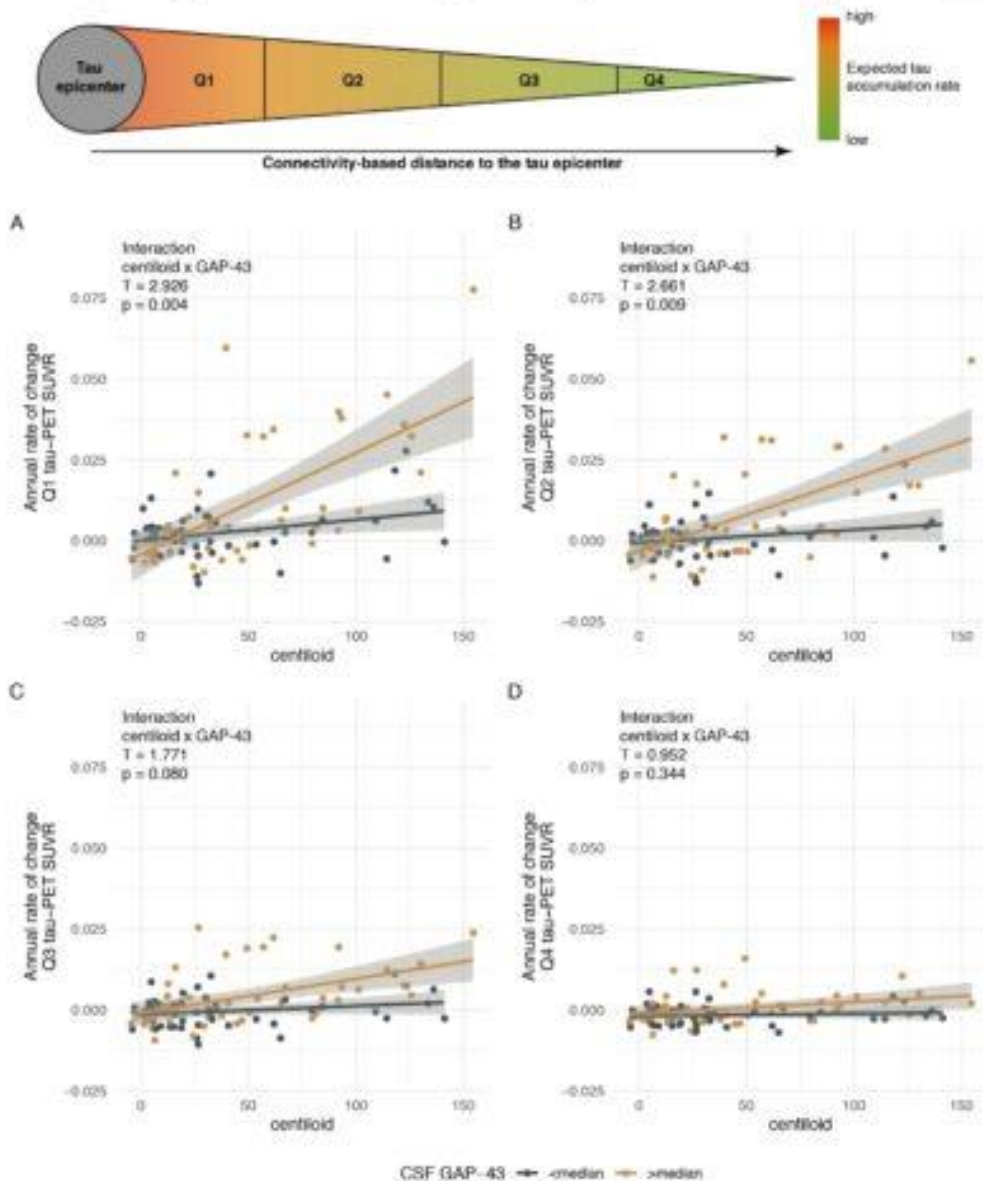 high
Tau
epicenter
Q1
Q2
Q3
Q4
Expected tau
accumulation rate
low
Connectivity-based distance to the tau epicenter
A
Interaction
centiloid x GAP-43
T = 2.926
p = 0.004
Annual rate of change
Q1 tau-PET SUVR
0.075
0.050
0.025
0.000
-0.025
0
50
100
150
centiloid
B
Interaction
centiloid x GAP-43
T = 2.661
p = 0.009
Annual rate of change
Q2 tau-PET SUVR
0.075
0.050
0.025
0.000
-0.025
0
50
100
150
centiloid
C
Interaction
centiloid x GAP-43
T = 1.771
p = 0.080
Annual rate of change
Q3 tau-PET SUVR
0.075
0.050
0.025
0.000
-0.025
0
50
100
150
centiloid
D
Interaction
centiloid x GAP-43
T = 0.952
p = 0.344
Annual rate of change
Q4 tau-PET SUVR
0.075
0.050
0.025
0.000
-0.025
0
50
100
150
centiloid
CSF GAP-43 <median >median